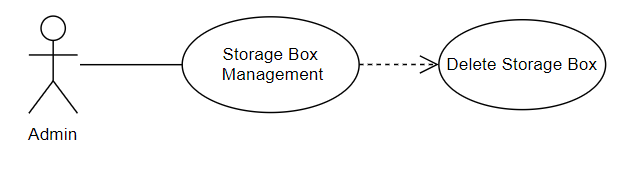 Storage Box
Management
Delete Storage Box
Admin